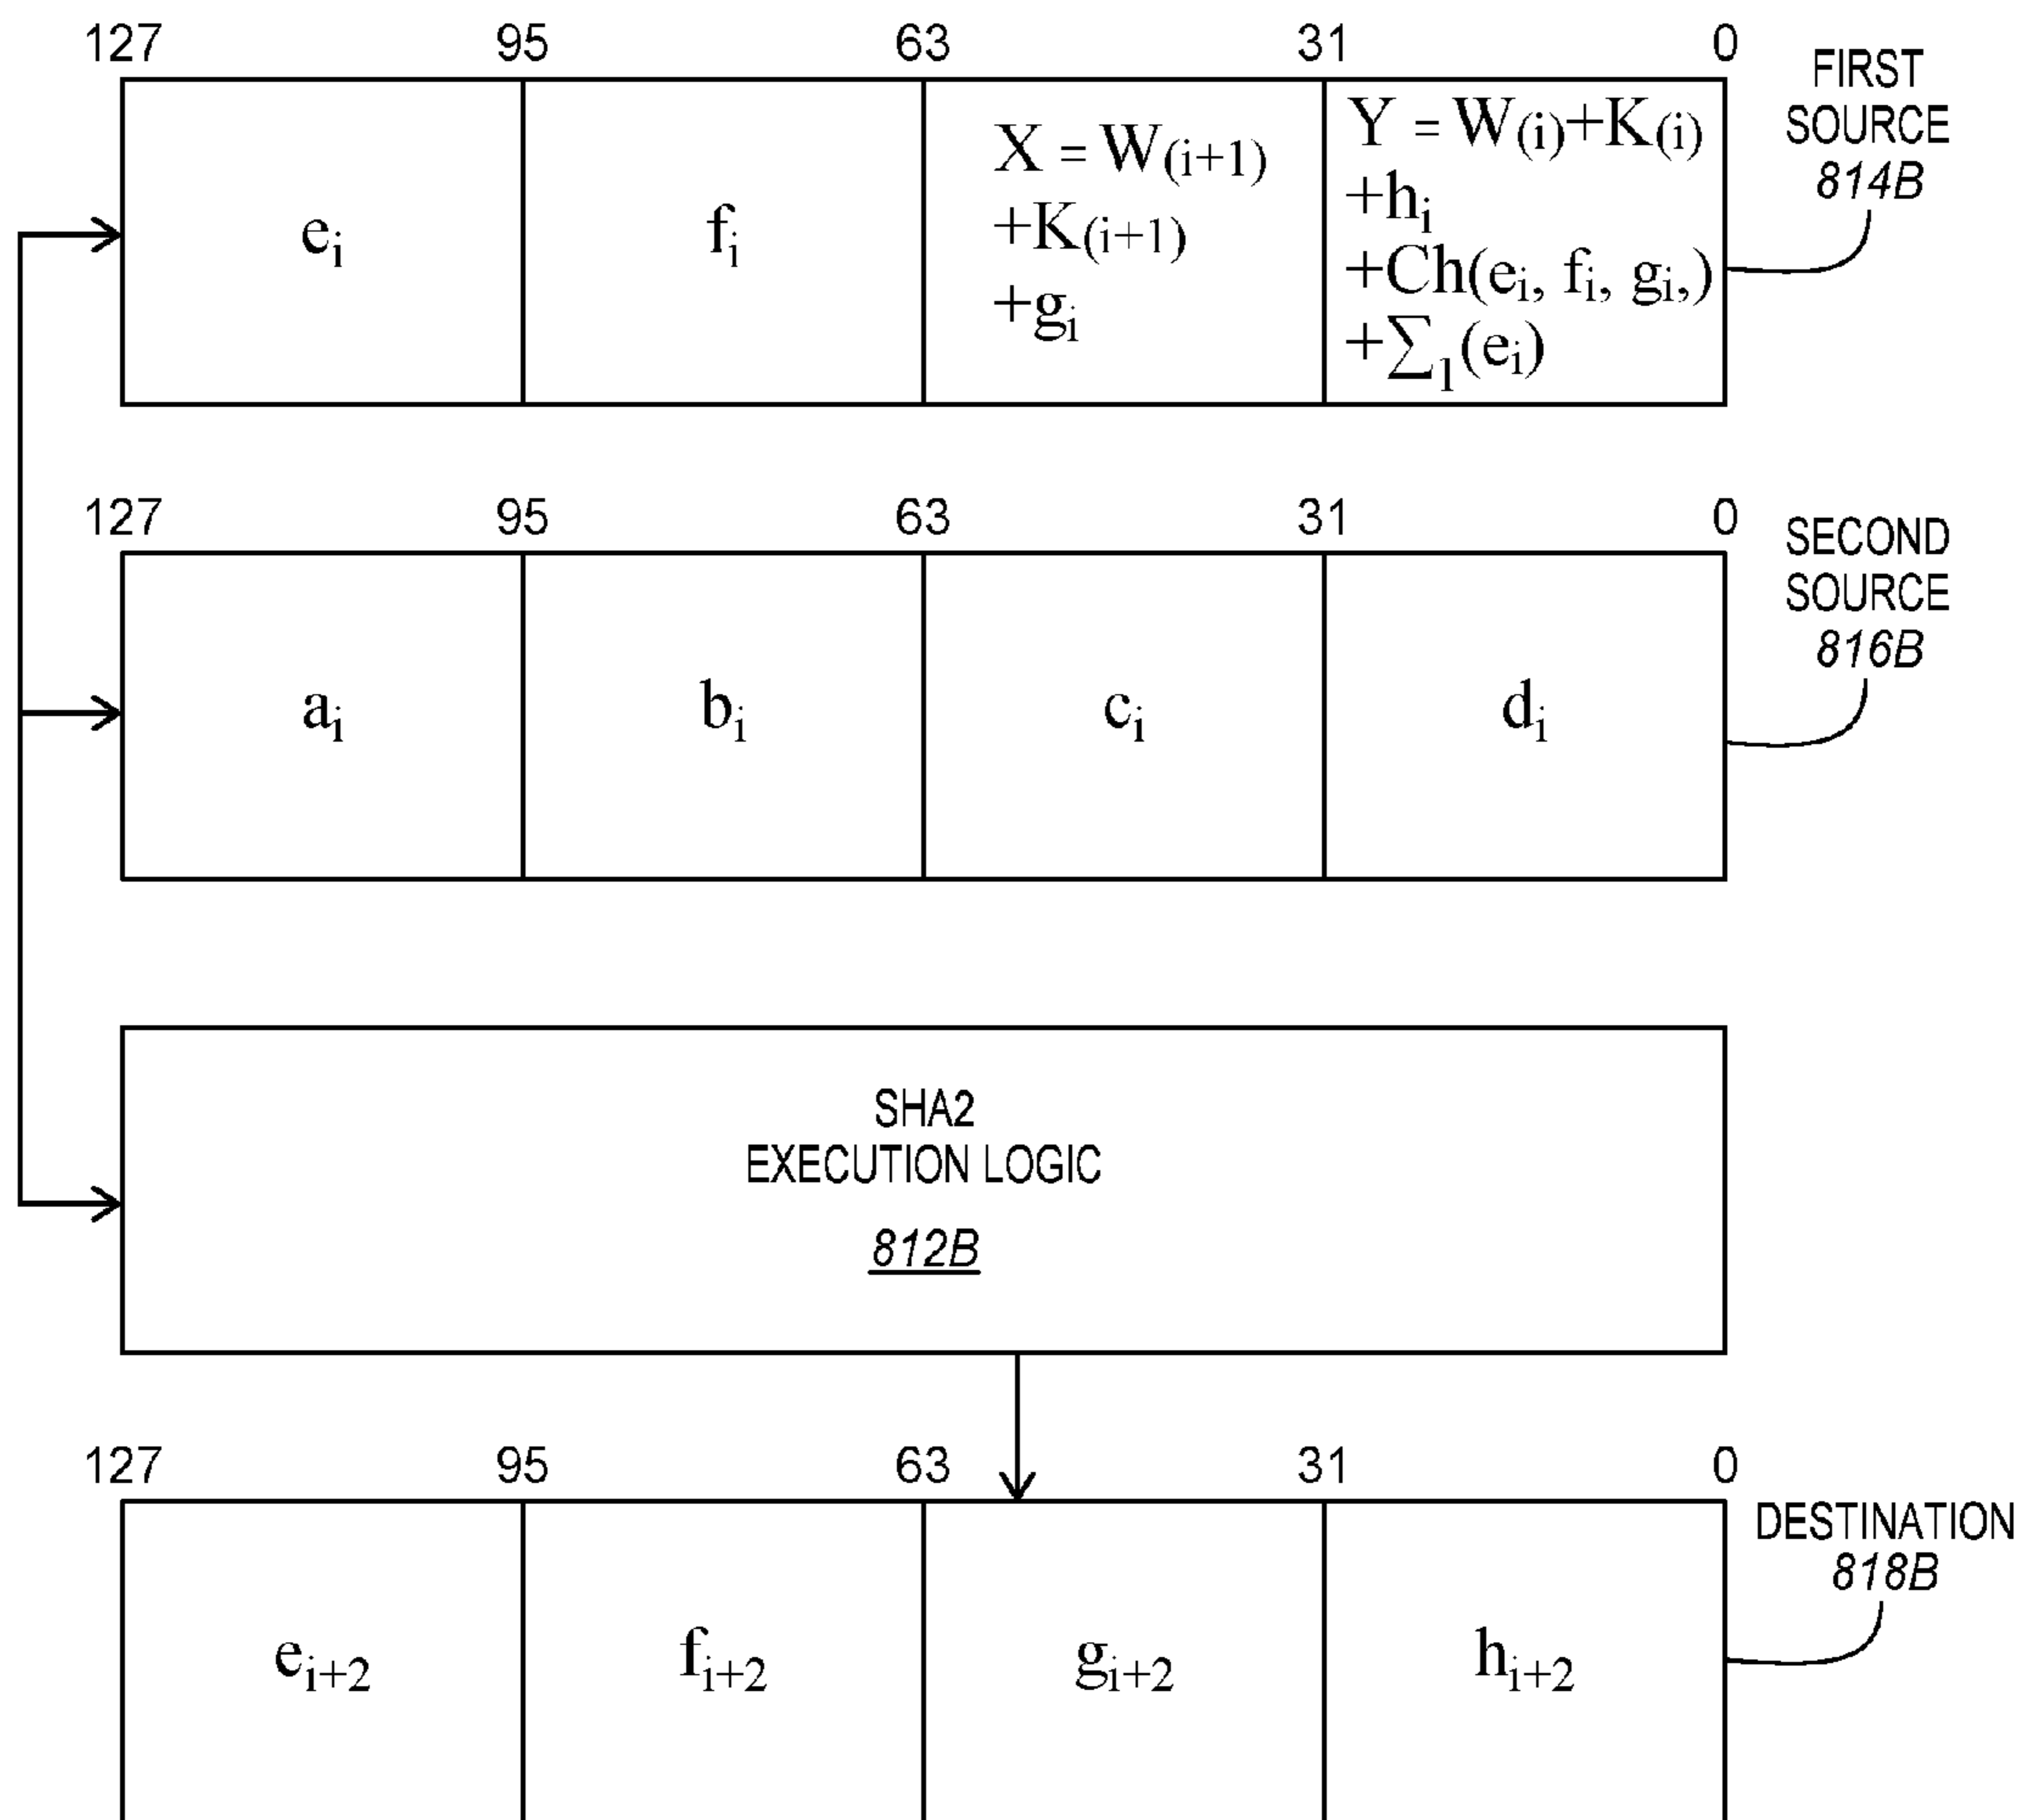 127 95 63 31 0
FIRST
SOURCE
814B
eᵢ fᵢ
X = W₍ᵢ₊₁₎
+K₍ᵢ₊₁₎
+gᵢ
Y = W₍ᵢ₎+K₍ᵢ₎
+hᵢ
+Ch(eᵢ, fᵢ, gᵢ,)
+∑₁(eᵢ)
127 95 63 31 0
SECOND
SOURCE
816B
aᵢ bᵢ cᵢ dᵢ
SHA2
EXECUTION LOGIC
812B
127 95 63 31 0
DESTINATION
818B
eᵢ₊₂ fᵢ₊₂ gᵢ₊₂ hᵢ₊₂